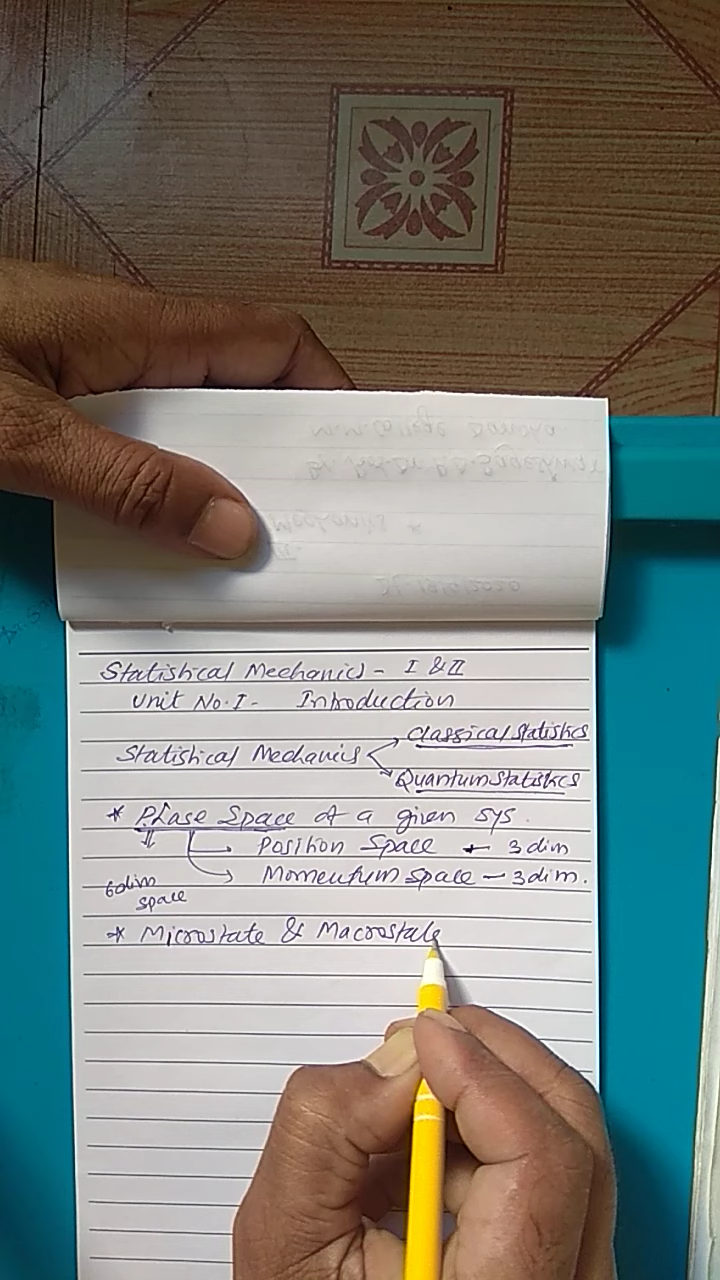 Statistical Mechanics - I & II
Unit No. I - Introduction
Classical Statistics
Statistical Mechanics
Quantum Statistics
* Phase Space of a given sys.
Position Space - 3 dim
Momentum Space - 3 dim.
6 dim
space
* Microstate & Macrostate